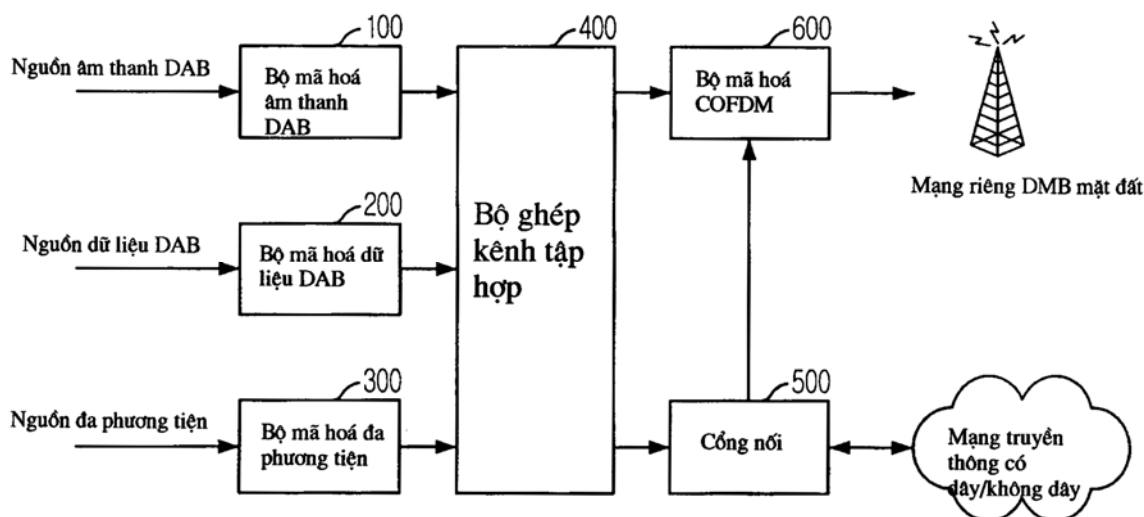 100
400
600
Nguồn âm thanh DAB
Bộ mã hoá
âm thanh
DAB
Bộ mã hoá
COFDM
Mạng riêng DMB mặt đất
200
Nguồn dữ liệu DAB
Bộ mã hoá dữ
liệu DAB
Bộ ghép
kênh tập
hợp
300
500
Nguồn đa phương tiện
Bộ mã hoá đa
phương tiện
Cổng nối
Mạng truyền
thông có
dây/không dây